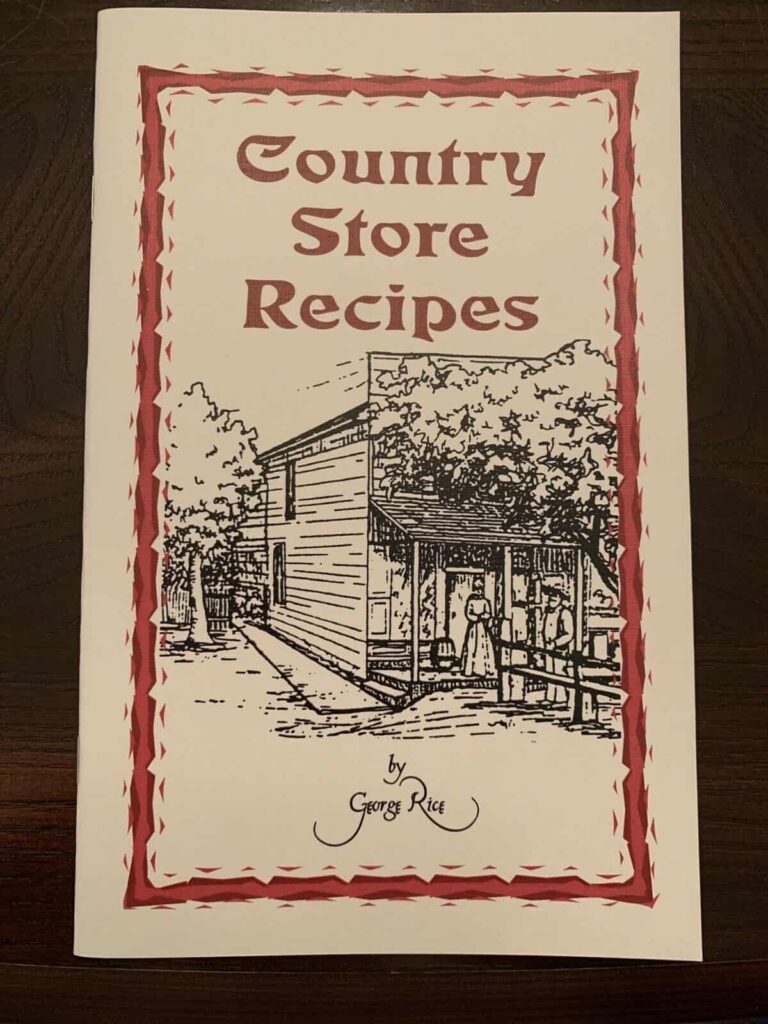 Country
Store
Recipes
by
George Rice